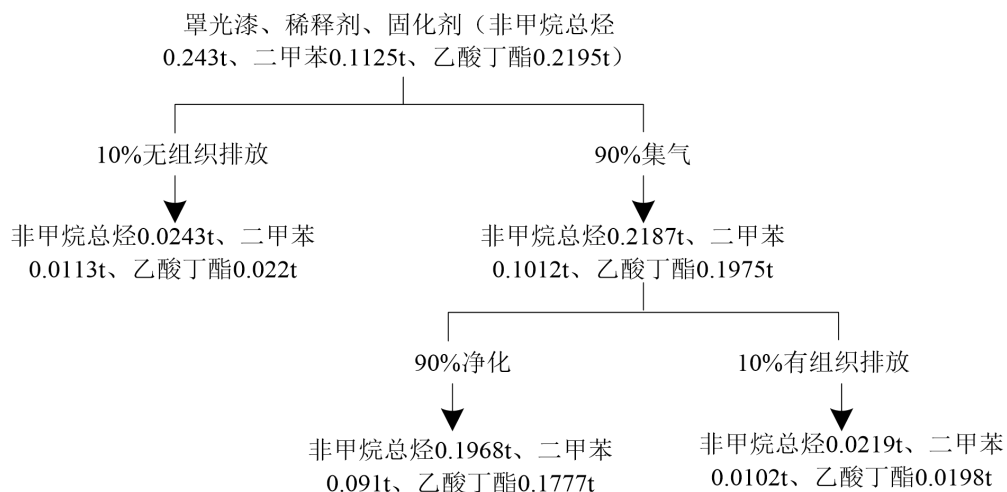 罩光漆、稀释剂、固化剂（非甲烷总烃
0.243t、二甲苯0.1125t、乙酸丁酯0.2195t）
10%无组织排放
90%集气
非甲烷总烃0.0243t、二甲苯
0.0113t、乙酸丁酯0.022t
非甲烷总烃0.2187t、二甲苯
0.1012t、乙酸丁酯0.1975t
90%净化
10%有组织排放
非甲烷总烃0.1968t、二甲苯
0.091t、乙酸丁酯0.1777t
非甲烷总烃0.0219t、二甲苯
0.0102t、乙酸丁酯0.0198t